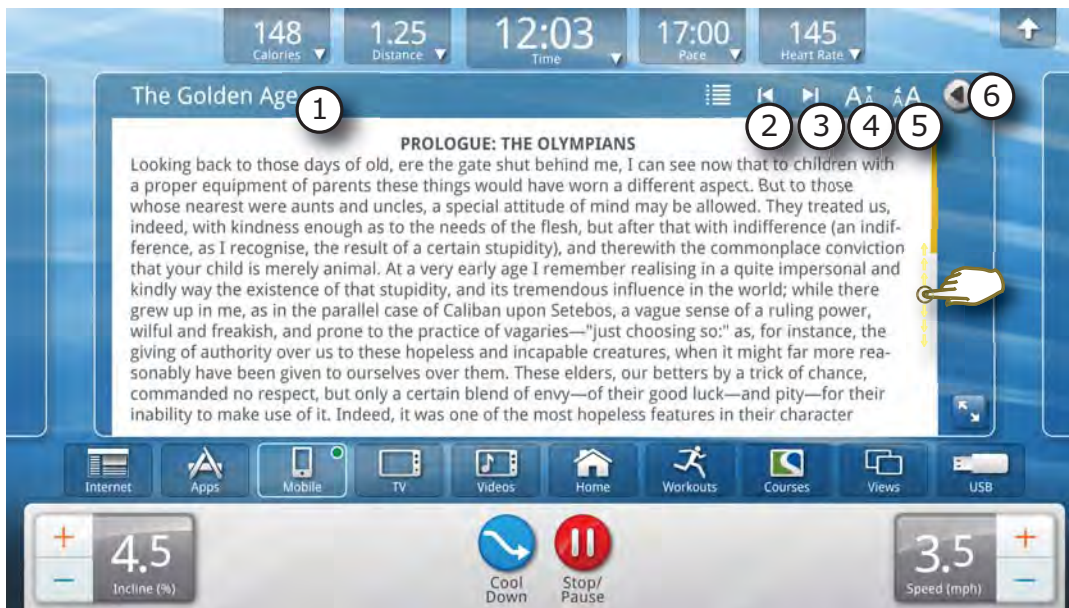 148
Calories
1.25
Distance
12:03
Time
17:00
Pace
145
Heart Rate
The Golden Age
1
A A
A A
2
3
4
5
6
PROLOGUE: THE OLYMPIANS
Looking back to those days of old, ere the gate shut behind me, I can see now that to children with
a proper equipment of parents these things would have worn a different aspect. But to those
whose nearest were aunts and uncles, a special attitude of mind may be allowed. They treated us,
indeed, with kindness enough as to the needs of the flesh, but after that with indifference (an indif-
ference, as I recognise, the result of a certain stupidity), and therewith the commonplace conviction
that your child is merely animal. At a very early age I remember realising in a quite impersonal and
kindly way the existence of that stupidity, and its tremendous influence in the world; while there
grew up in me, as in the parallel case of Caliban upon Setebos, a vague sense of a ruling power,
wilful and freakish, and prone to the practice of vagaries—"just choosing so:" as, for instance, the
giving of authority over us to these hopeless and incapable creatures, when it might far more rea-
sonably have been given to ourselves over them. These elders, our betters by a trick of chance,
commanded no respect, but only a certain blend of envy—of their good luck—and pity—for their
inability to make use of it. Indeed, it was one of the most hopeless features in their character
Internet
Apps
Mobile
TV
Videos
Home
Workouts
Courses
Views
USB
+
4.5
−
Incline (%)
Cool
Down
Stop/
Pause
3.5
Speed (mph)
+
−